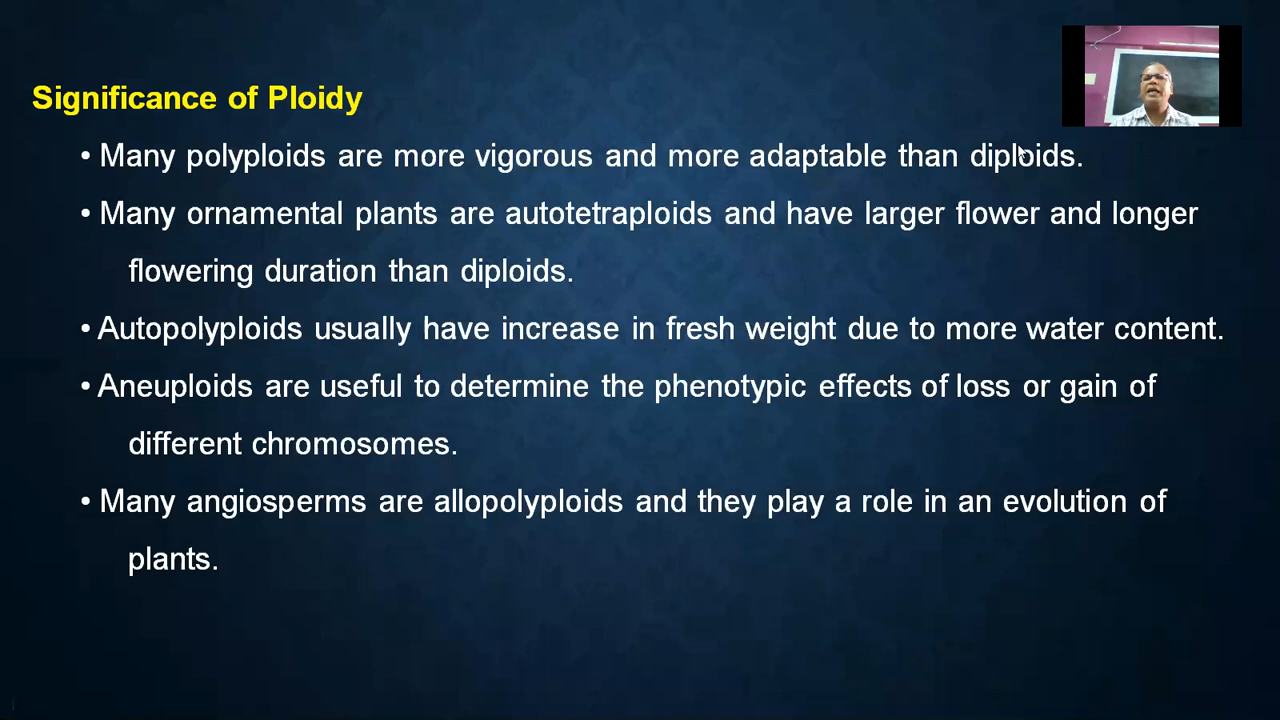 Significance of Ploidy
• Many polyploids are more vigorous and more adaptable than diploids.
• Many ornamental plants are autotetraploids and have larger flower and longer
flowering duration than diploids.
• Autopolyploids usually have increase in fresh weight due to more water content.
• Aneuploids are useful to determine the phenotypic effects of loss or gain of
different chromosomes.
• Many angiosperms are allopolyploids and they play a role in an evolution of
plants.